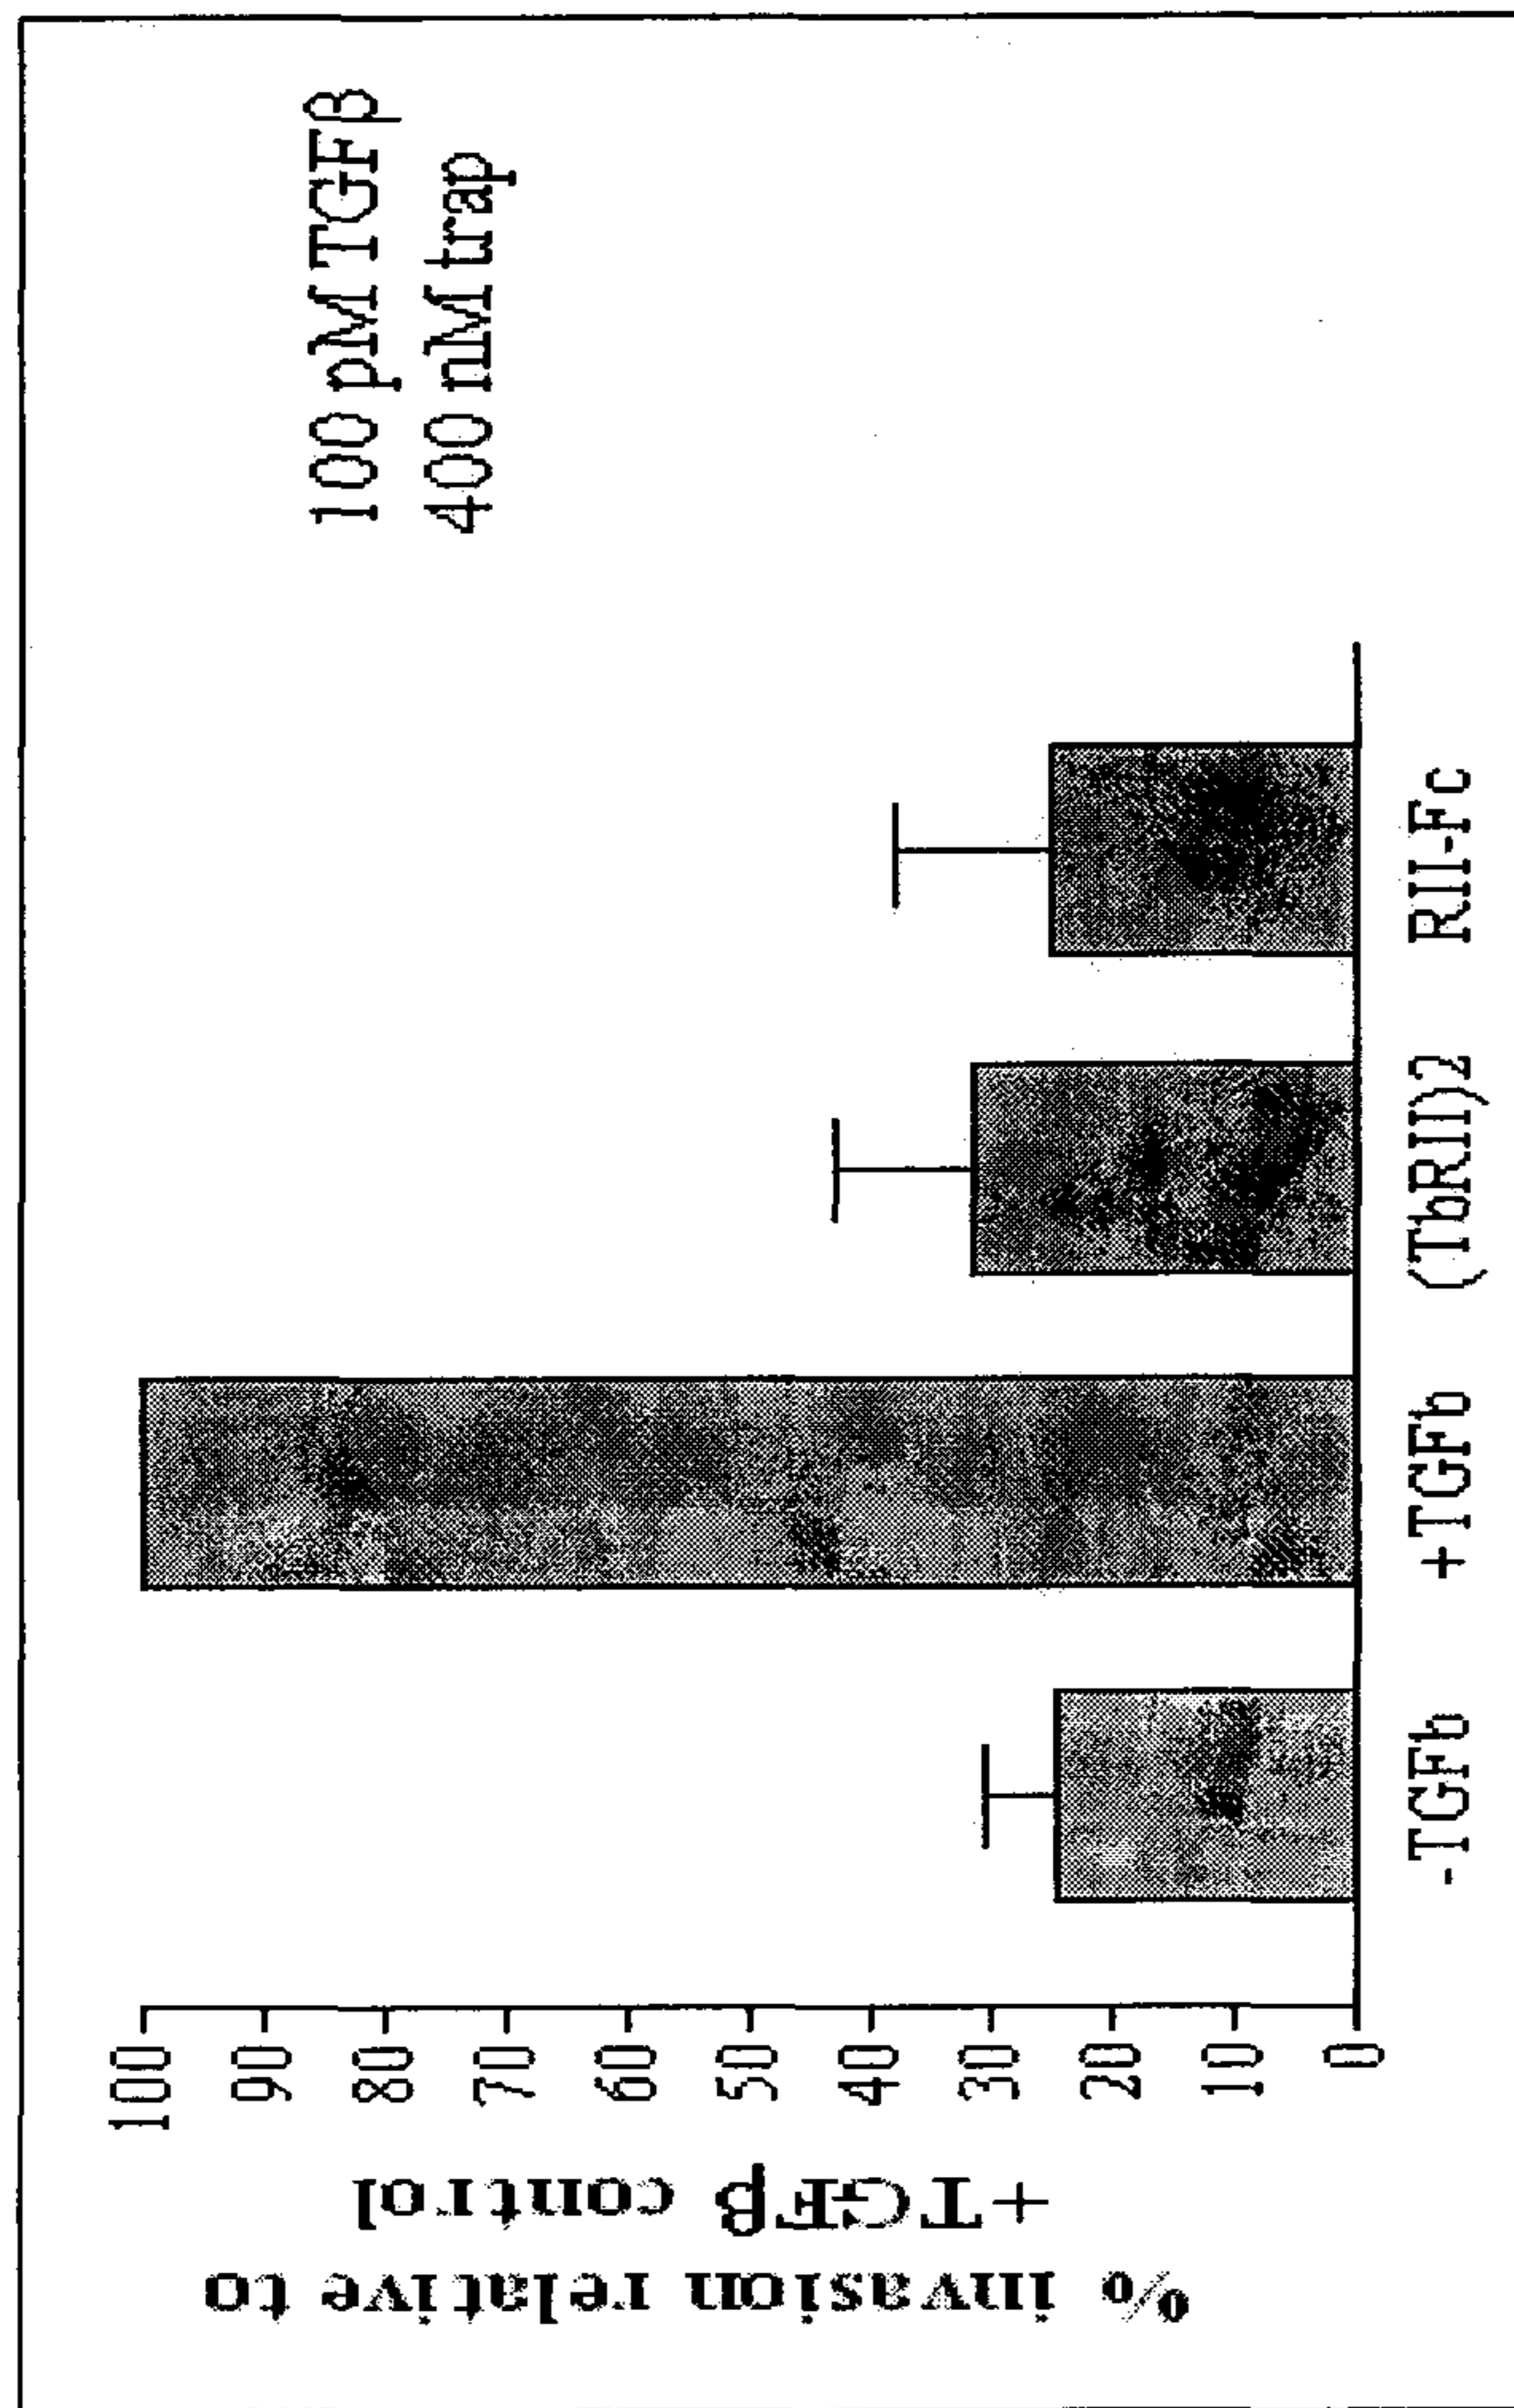 100 pM TGFβ
400 nM trap
% invasion relative to
+TGFβ control
100
90
80
70
60
50
40
30
20
10
0
-TGFb +TGFb (TbRII)2 RII-Fc